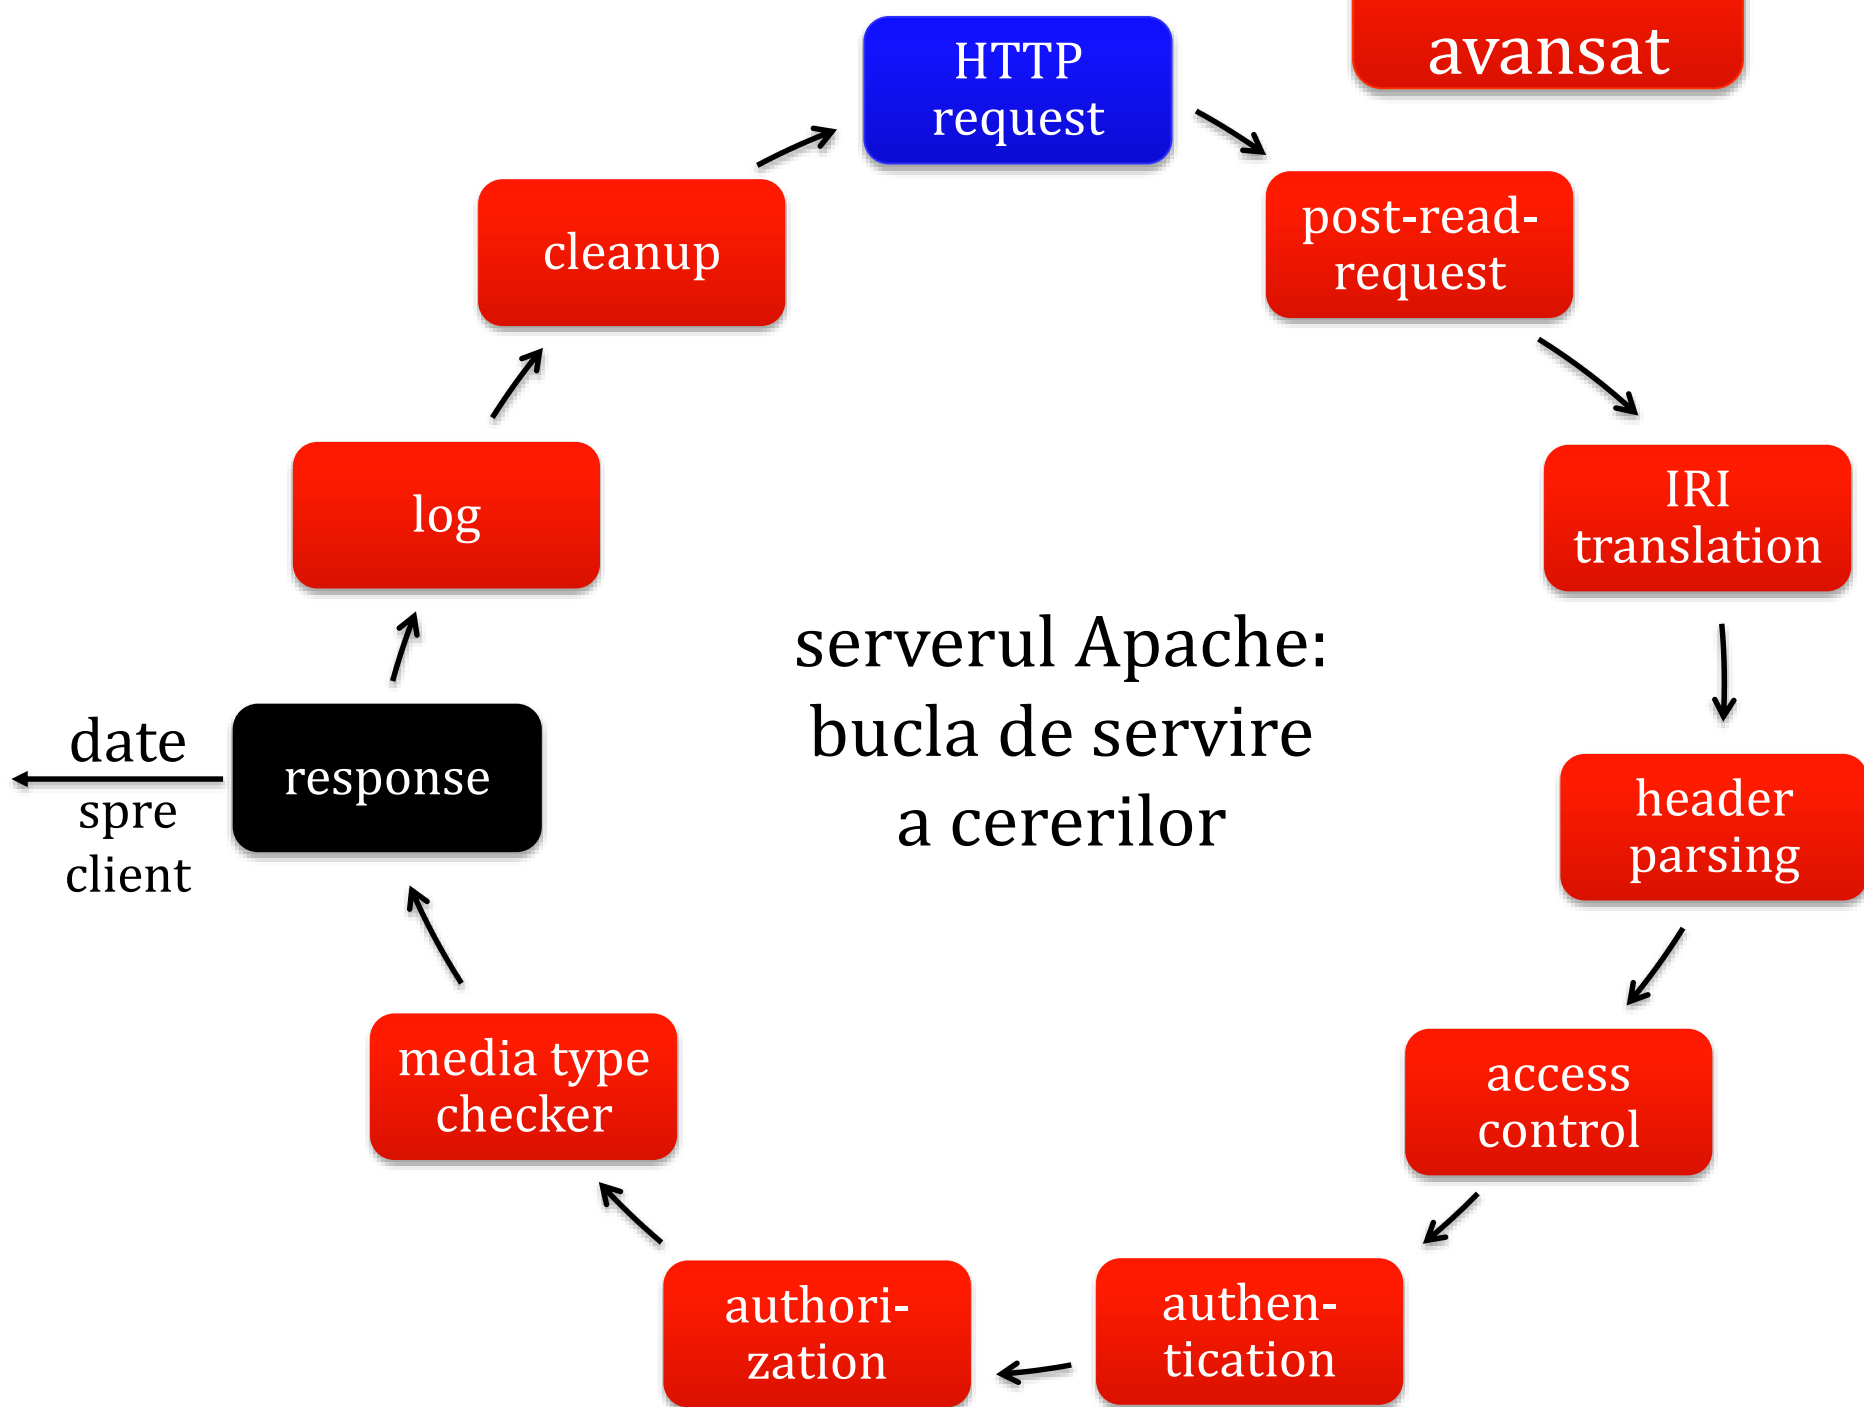 avansat
HTTP
request
post-read-
request
IRI
translation
header
parsing
access
control
authen-
tication
authori-
zation
media type
checker
response
date
spre
client
log
cleanup
serverul Apache:
bucla de servire
a cererilor